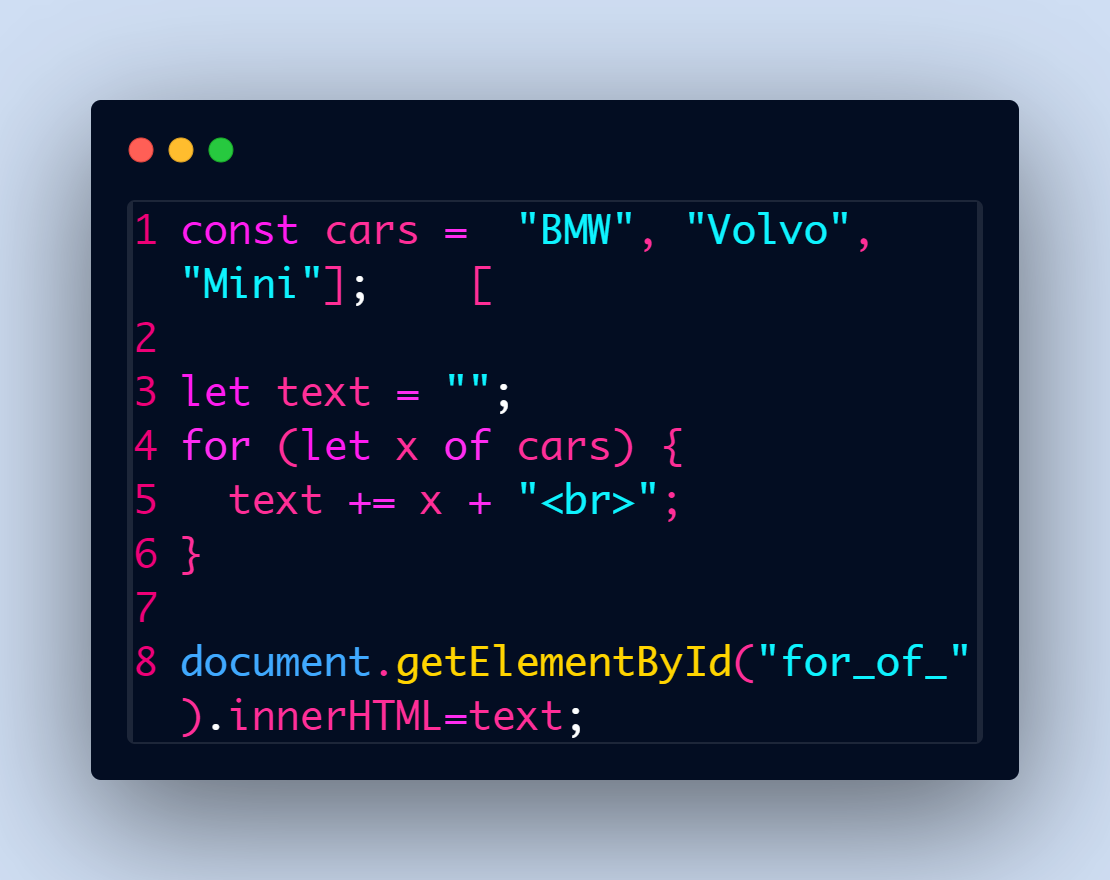 1 const cars =  "BMW", "Volvo",
"Mini"];    [
2
3 let text = "";
4 for (let x of cars) {
5   text += x + "<br>";
6 }
7
8 document.getElementById("for_of_"
).innerHTML=text;